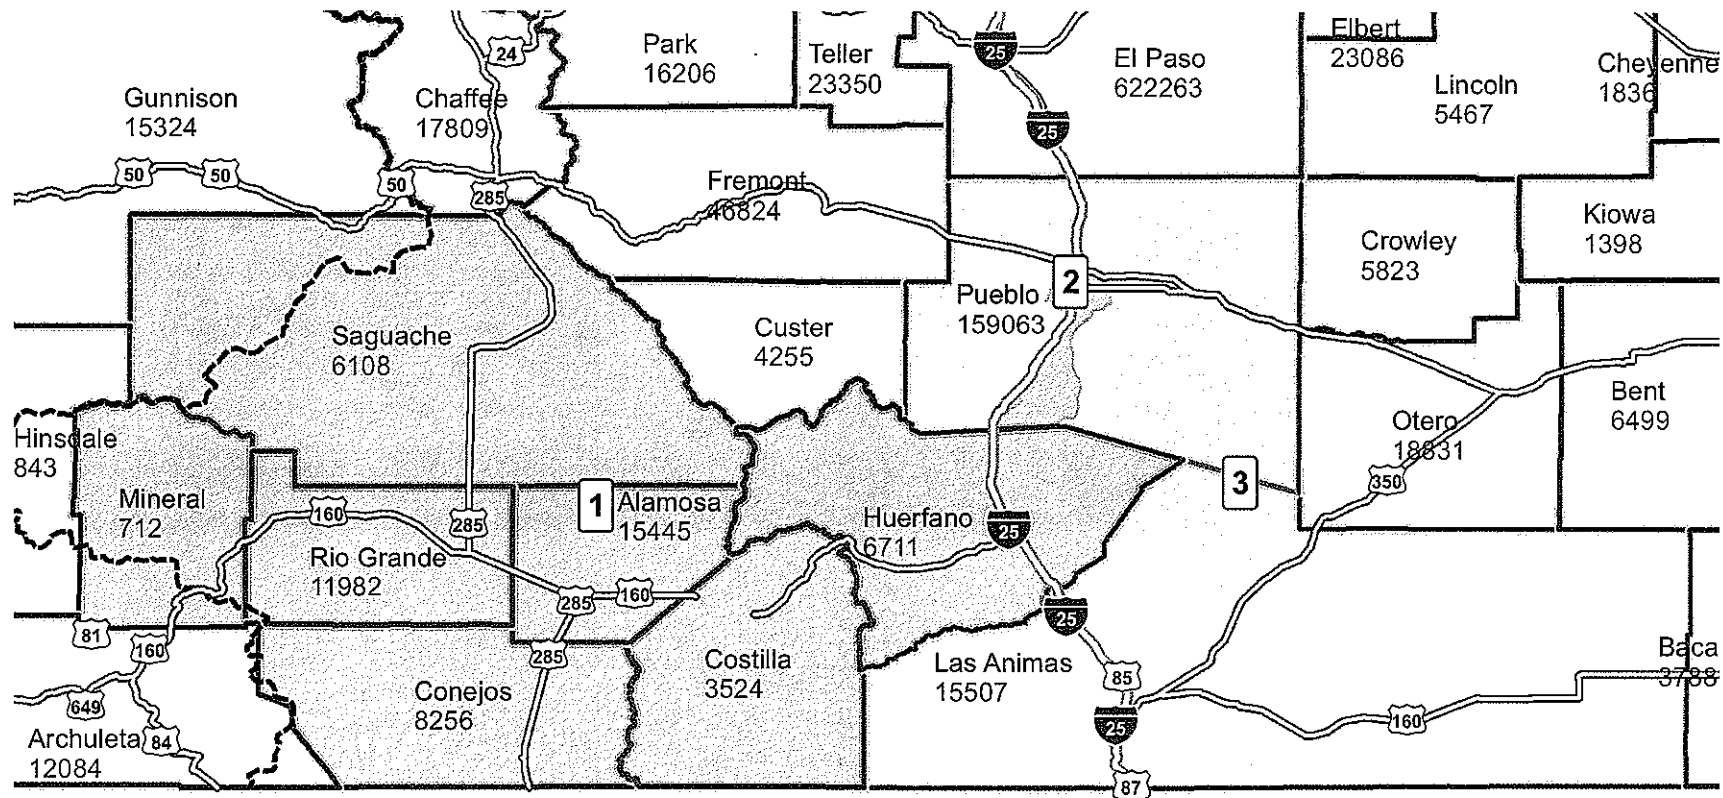 Gunnison
15324
24
Chaffee
17809
Park
16206
Teller
23350
25
El Paso
622263
25
Elbert
23086
Lincoln
5467
Cheyenne
1836
50
50
50
285
Fremont
46824
Kiowa
1398
Crowley
5823
Pueblo
159063
2
Custer
4255
Saguache
6108
Bent
6499
Otero
18831
350
Hinsdale
843
Mineral
712
160
285
1
Alamosa
15445
Huerfano
6711
25
3
Rio Grande
11982
285
160
25
81
160
285
Costilla
3524
Las Animas
15507
85
Baca
3788
649
Conejos
8256
25
160
Archuleta
12084
84
87